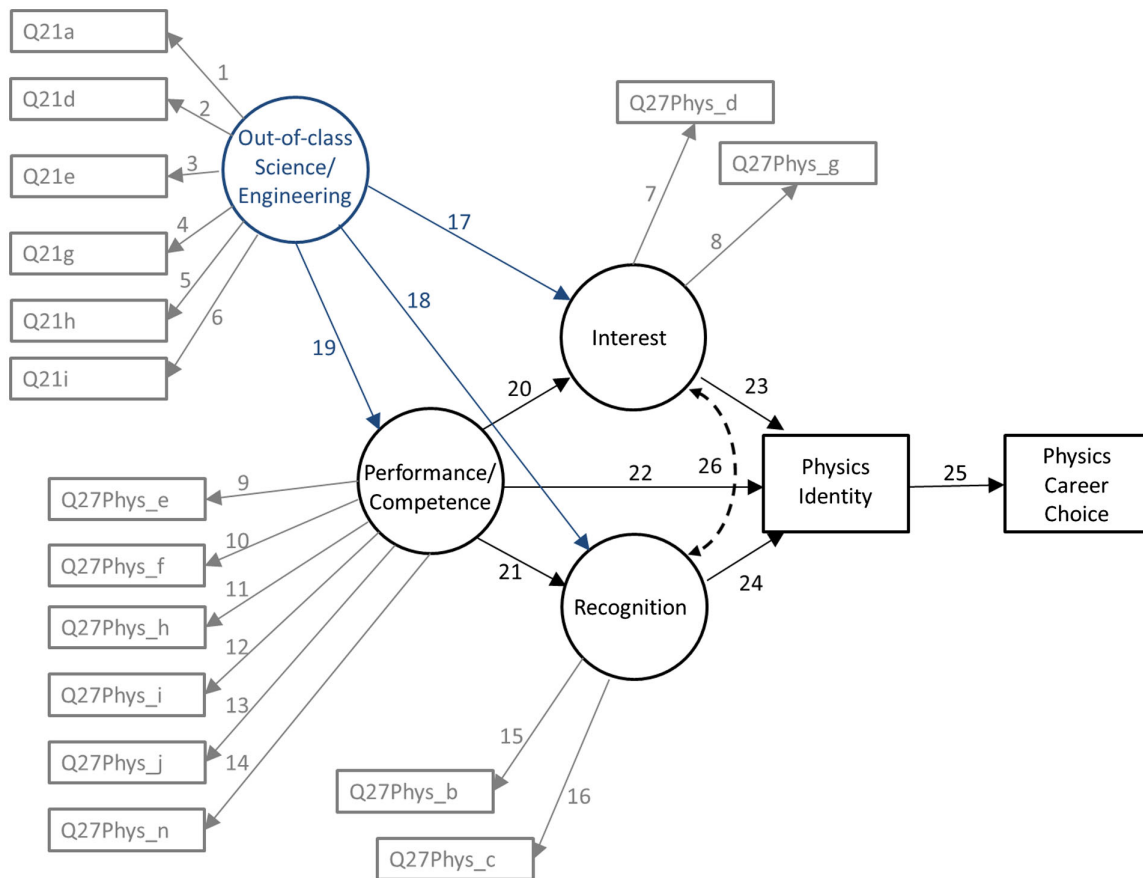 Q21a
1
Q21d
2
Out-of-class
Science/
Engineering
Q27Phys_d
Q21e
3
Q27Phys_g
7
4
17
8
Q21g
5
18
Q21h
6
19
Interest
Q21i
20
23
Performance/
Competence
22
26
Physics
Identity
25
Physics
Career
Choice
9
Q27Phys_e
10
Q27Phys_f
21
24
11
Q27Phys_h
Recognition
12
Q27Phys_i
13
Q27Phys_j
14
15
Q27Phys_b
16
Q27Phys_n
Q27Phys_c